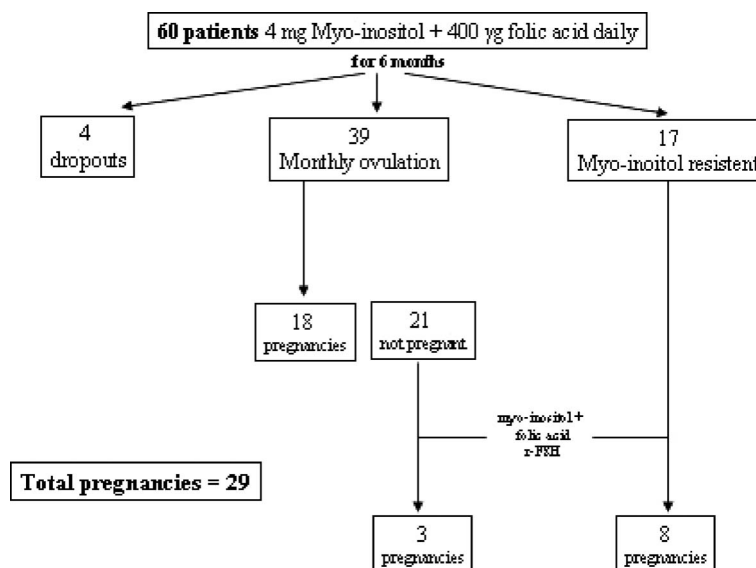 60 patients 4 mg Myo-inositol + 400 γg folic acid daily
for 6 months
4
dropouts
39
Monthly ovulation
17
Myo-inoitol resistent
18
pregnancies
21
not pregnant
myo-inositol +
folic acid
r-FSH
Total pregnancies = 29
3
pregnancies
8
pregnancies